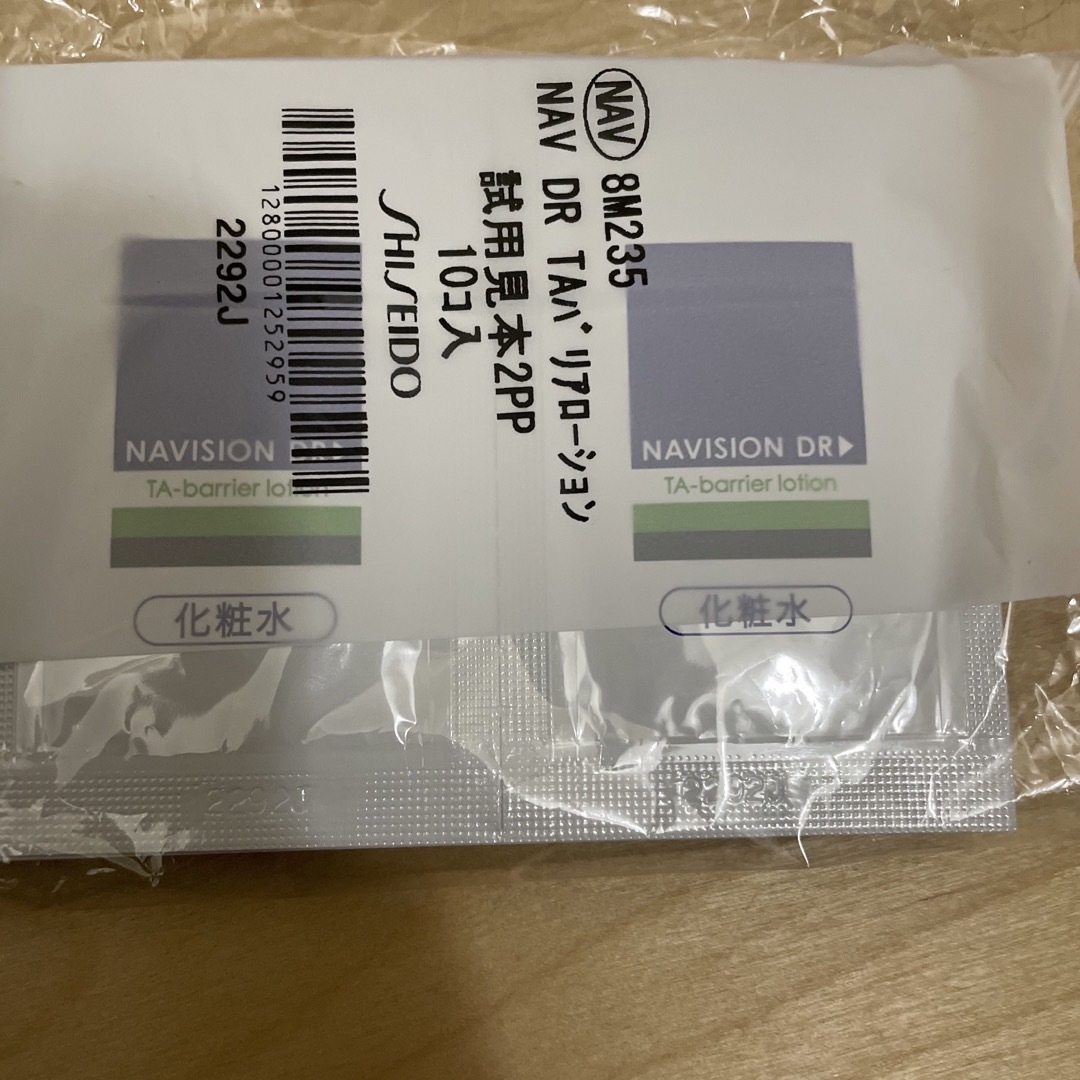 NAV 8M235
NAV DR TAﾊﾞﾘｱﾛｰｼｮﾝ
試用見本2PP
10コ入
SHISEIDO
12800001252959
2292J
NAVISION DR
TA-barrier lotion
化粧水
NAVISION DR
TA-barrier lotion
化粧水
2292J
2292J